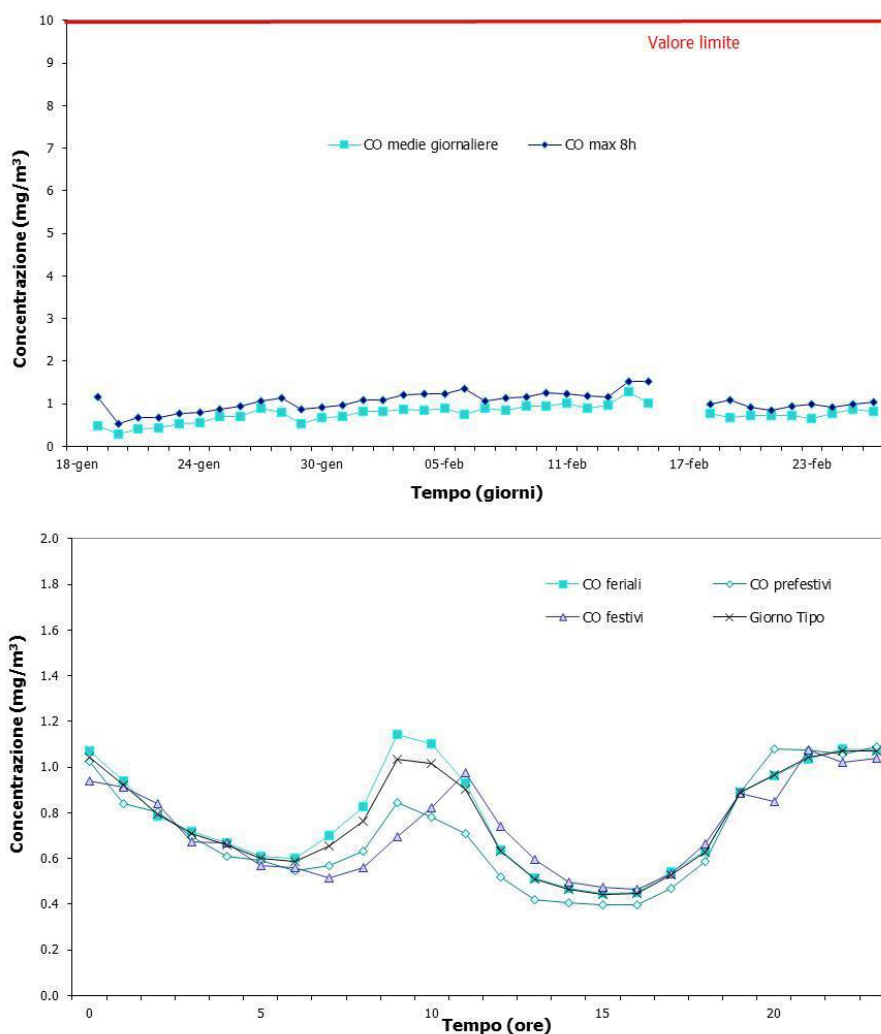 10
Valore limite
9
8
7
CO medie giornaliere
CO max 8h
6
5
4
3
2
1
0
Concentrazione (mg/m³)
18-gen
24-gen
30-gen
05-feb
11-feb
17-feb
23-feb
Tempo (giorni)
2.0
1.8
CO feriali
CO prefestivi
CO festivi
Giorno Tipo
1.6
1.4
1.2
1.0
0.8
0.6
0.4
0.2
0.0
Concentrazione (mg/m³)
0
5
10
15
20
Tempo (ore)